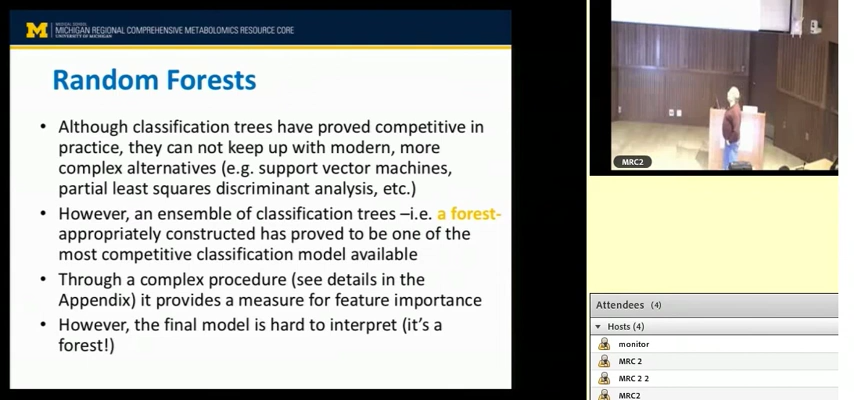 M
MEDICAL SCHOOL
MICHIGAN REGIONAL COMPREHENSIVE METABOLOMICS RESOURCE CORE
UNIVERSITY OF MICHIGAN
Random Forests
• Although classification trees have proved competitive in
practice, they can not keep up with modern, more
complex alternatives (e.g. support vector machines,
partial least squares discriminant analysis, etc.)
• However, an ensemble of classification trees –i.e. a forest-
appropriately constructed has proved to be one of the
most competitive classification model available
• Through a complex procedure (see details in the
Appendix) it provides a measure for feature importance
• However, the final model is hard to interpret (it's a
forest!)
MRC2
Attendees (4)
Hosts (4)
monitor
MRC 2
MRC 2 2
MRC2